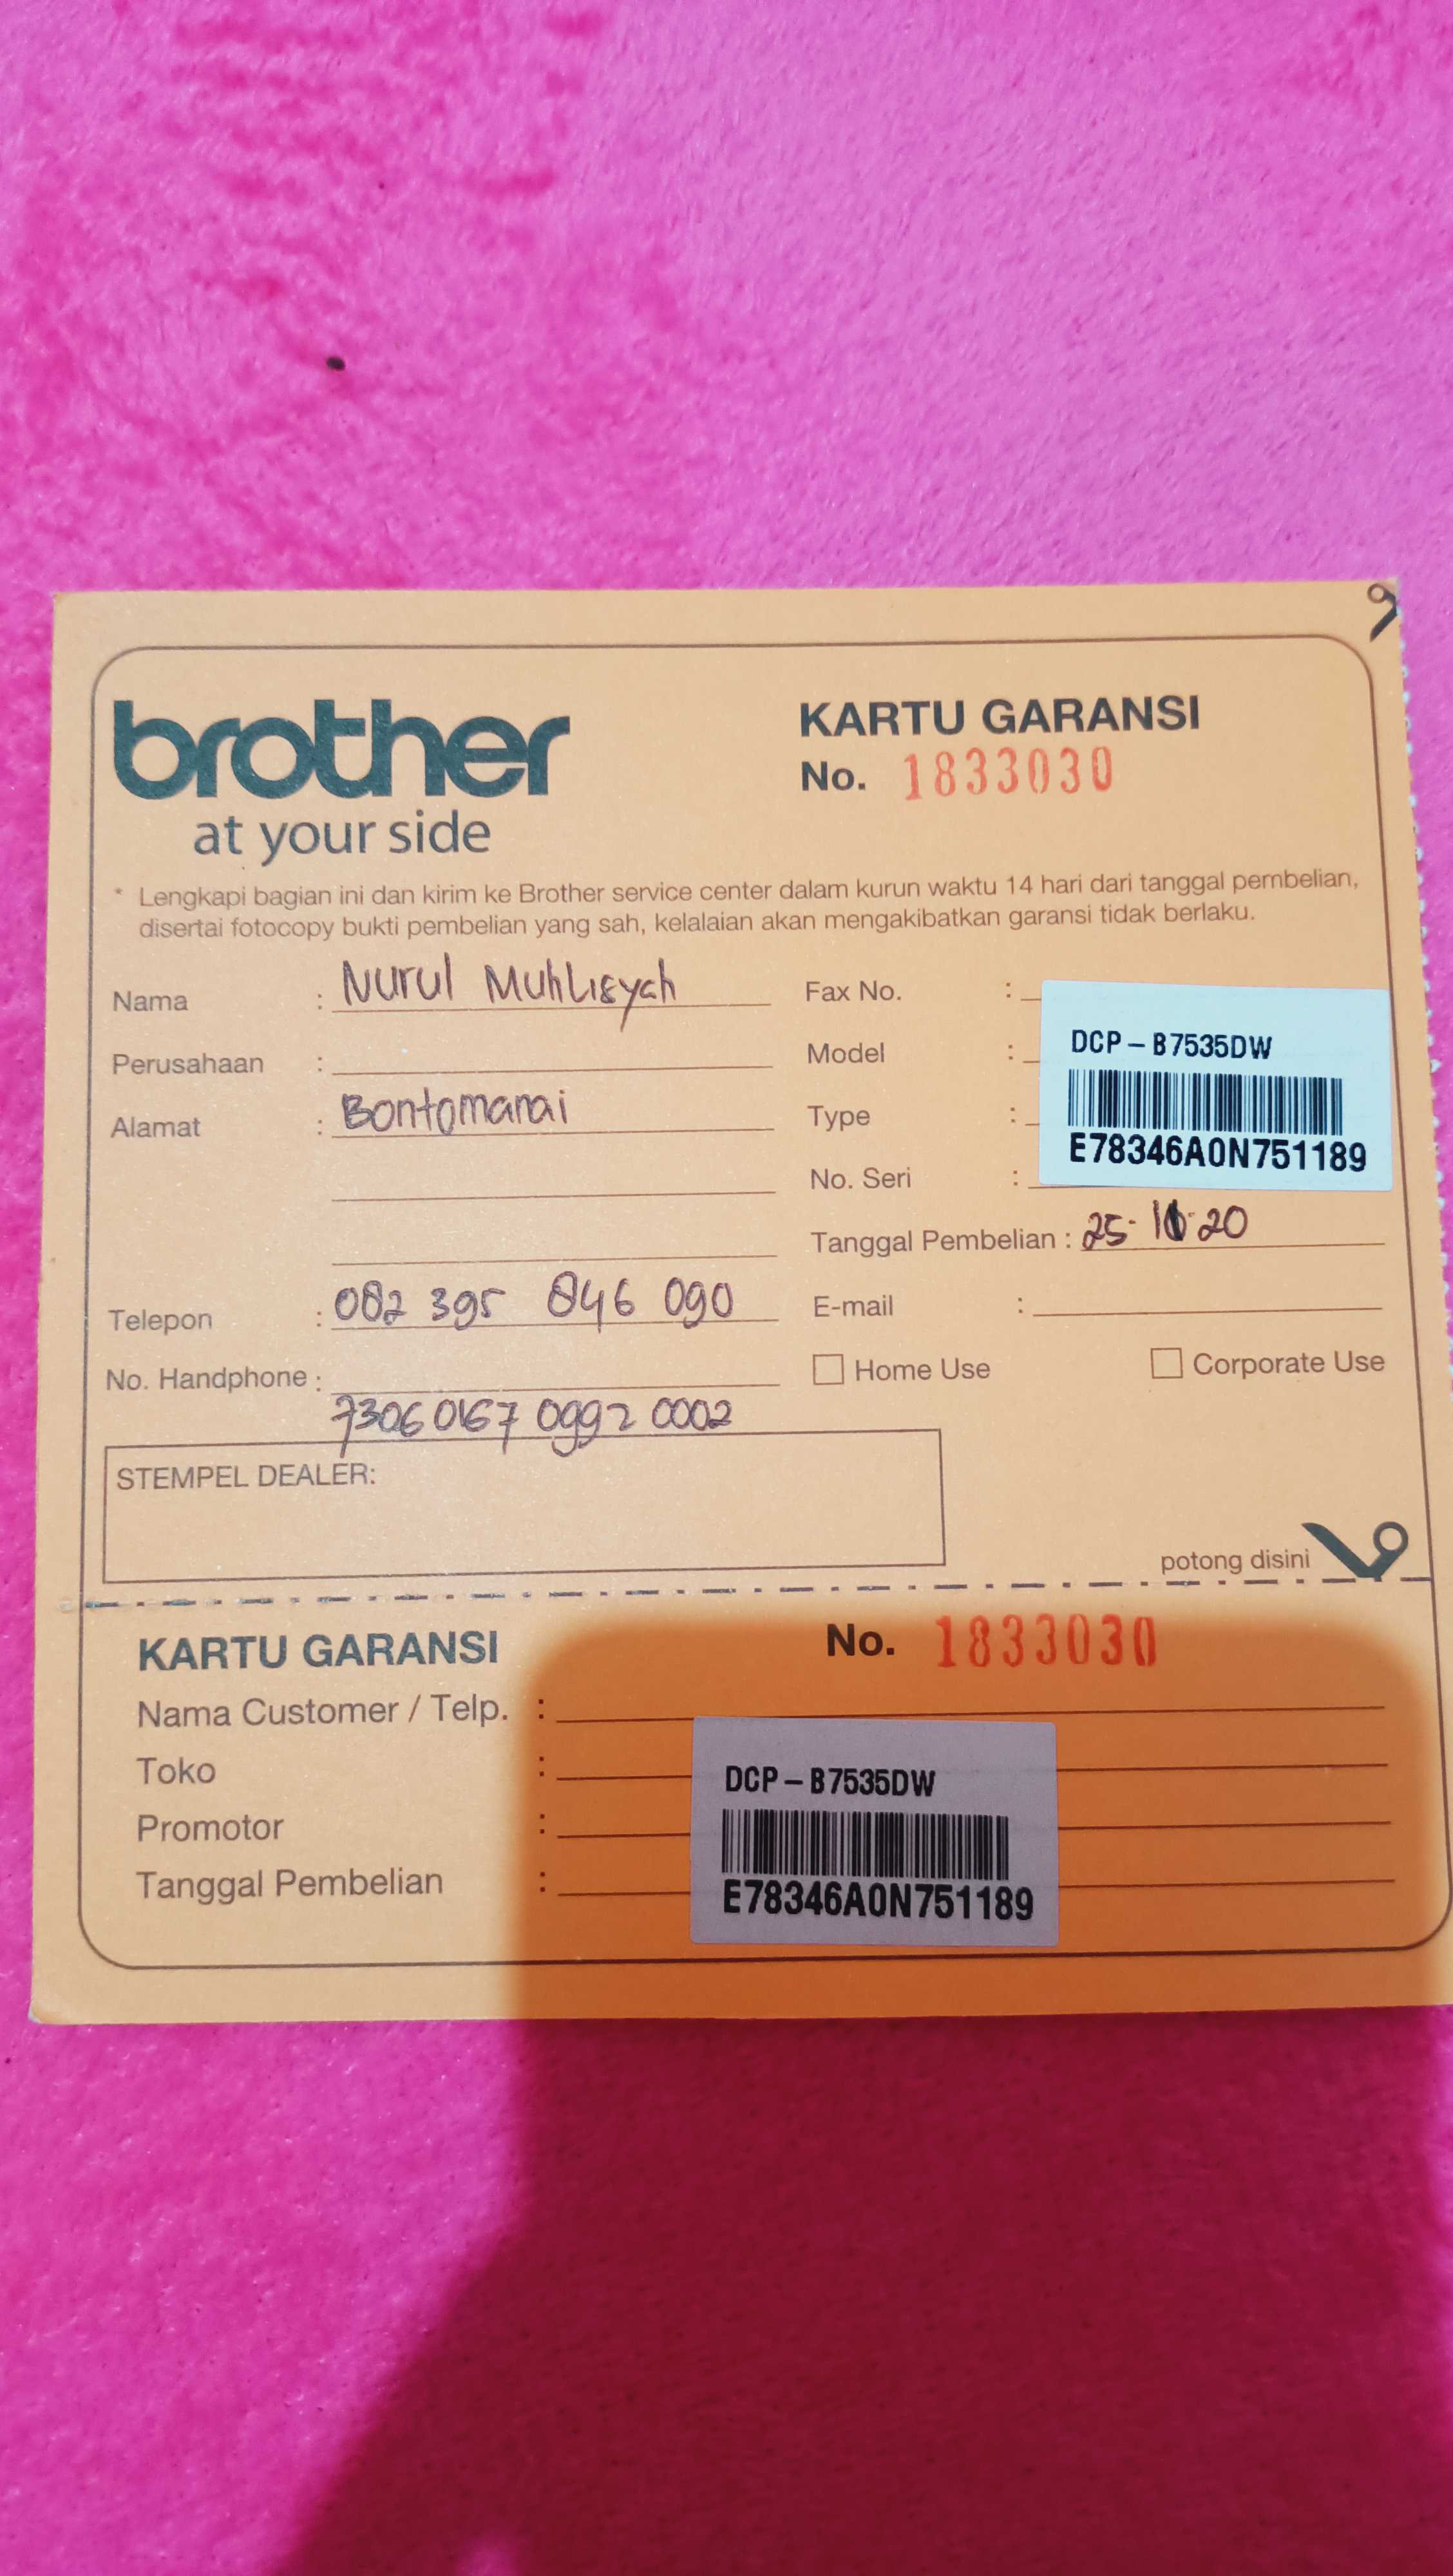 brother
at your side
KARTU GARANSI
No. 1833030
* Lengkapi bagian ini dan kirim ke Brother service center dalam kurun waktu 14 hari dari tanggal pembelian,
disertai fotocopy bukti pembelian yang sah, kelalaian akan mengakibatkan garansi tidak berlaku.
Nama : Nurul Muhlisyah
Perusahaan :
Alamat : Bontomanai
Telepon : 082 395 846 090
No. Handphone :
7306 0167 0992 0002
Fax No. :
Model :
Type :
No. Seri :
DCP-B7535DW
E78346A0N751189
Tanggal Pembelian : 25- -20
E-mail :
Home Use
Corporate Use
STEMPEL DEALER:
potong disini
KARTU GARANSI
No. 1833030
Nama Customer / Telp. :
Toko :
Promotor :
Tanggal Pembelian :
DCP-B7535DW
E78346A0N751189